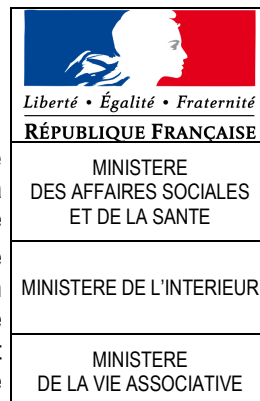 Liberté • Égalité • Fraternité
RÉPUBLIQUE FRANÇAISE
MINISTERE
DES AFFAIRES SOCIALES
ET DE LA SANTE
MINISTERE DE L'INTERIEUR
MINISTERE
DE LA VIE ASSOCIATIVE